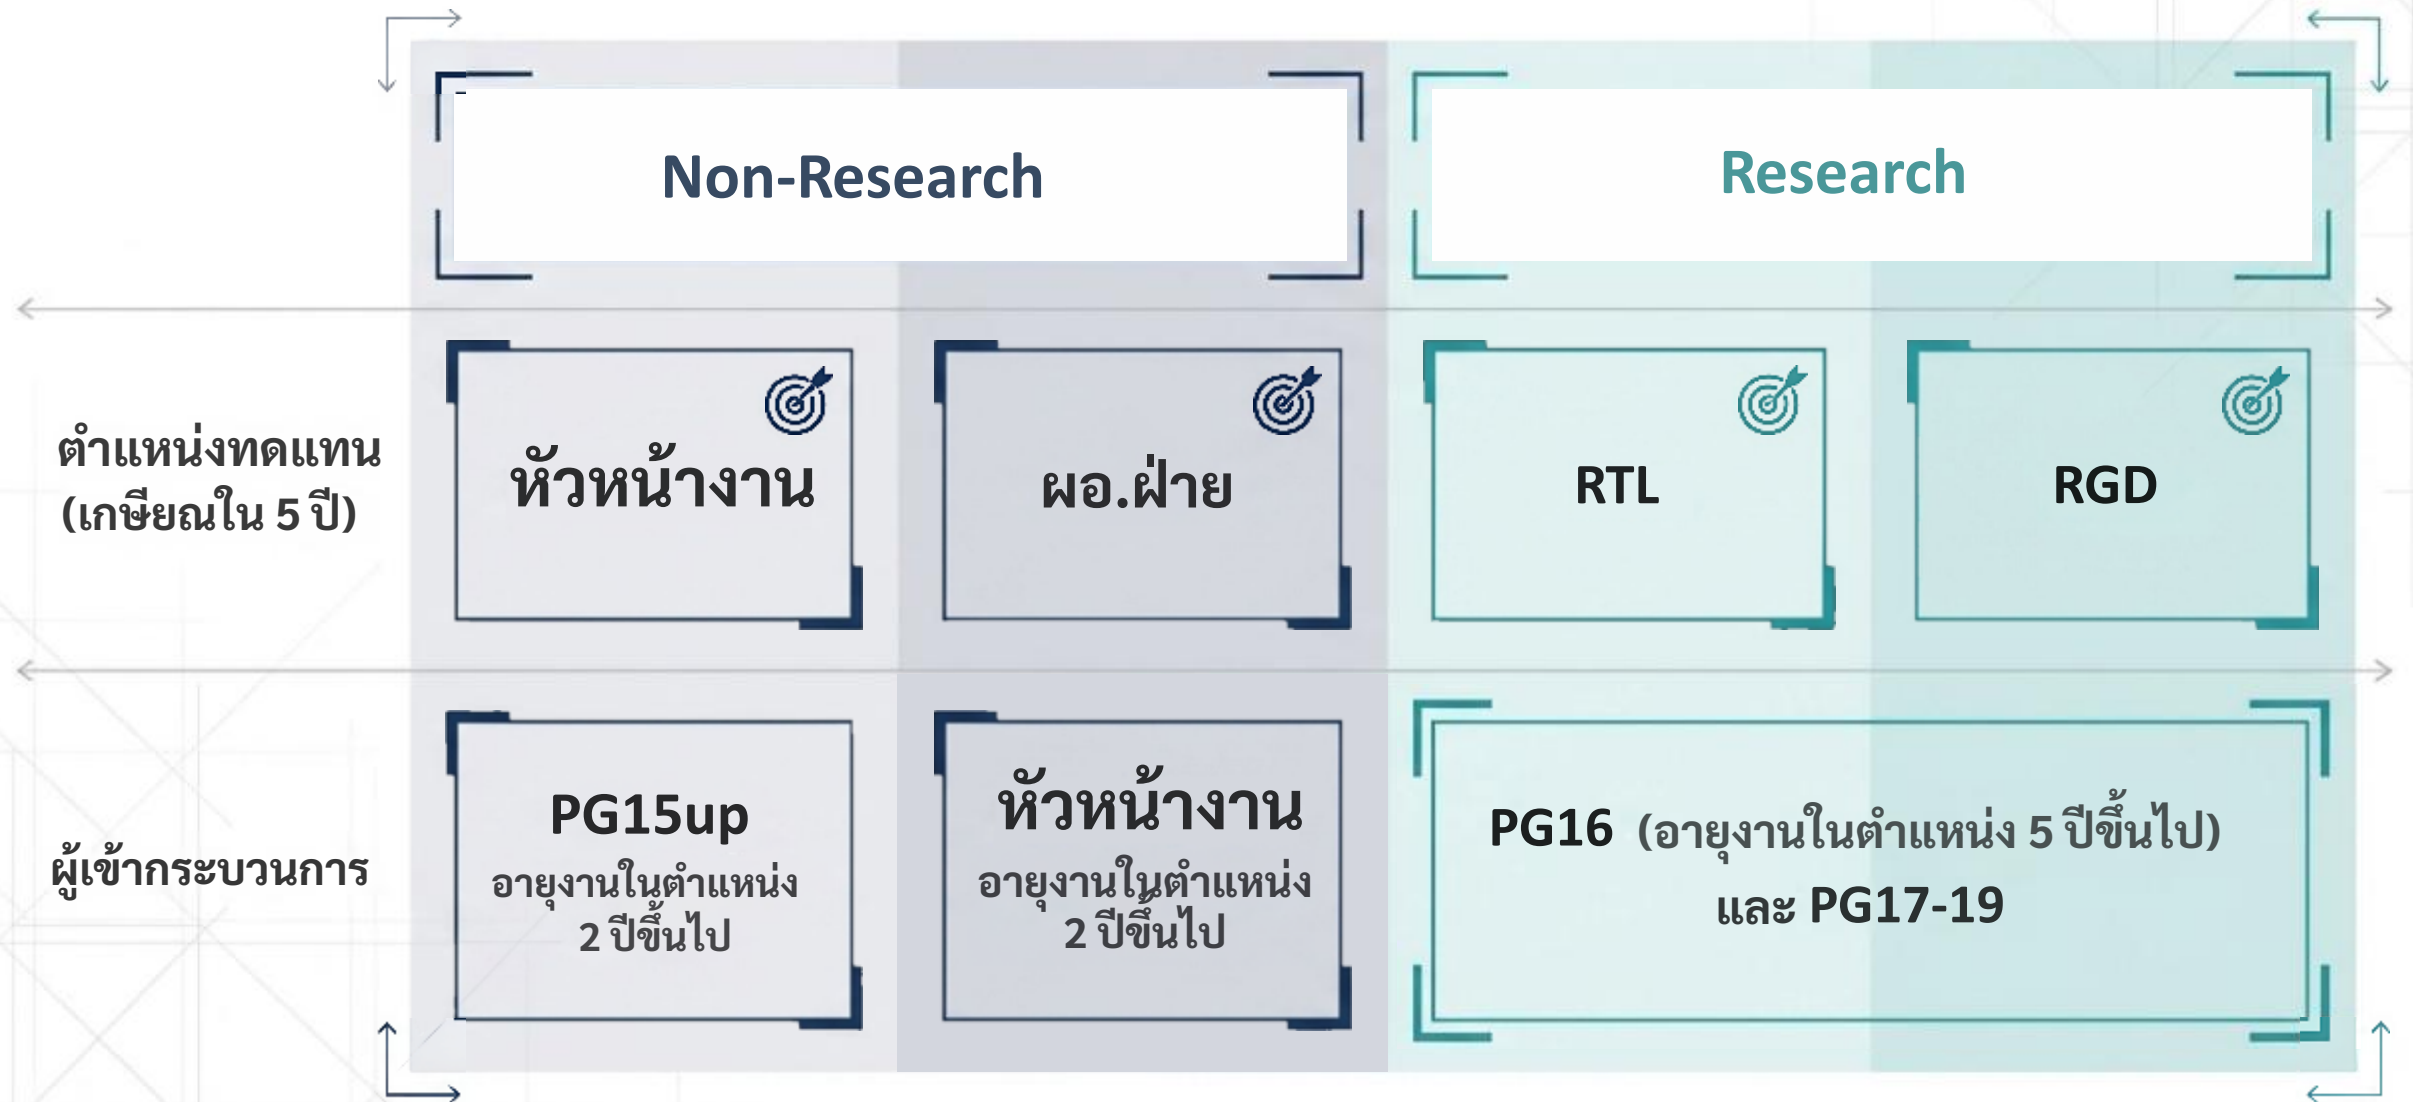 Non-Research
Research
ตำแหน่งทดแทน
(เกษียณใน 5 ปี)
หัวหน้างาน
ผอ.ฝ่าย
RTL
RGD
ผู้เข้ากระบวนการ
PG15up
อายุงานในตำแหน่ง
2 ปีขึ้นไป
หัวหน้างาน
อายุงานในตำแหน่ง
2 ปีขึ้นไป
PG16 (อายุงานในตำแหน่ง 5 ปีขึ้นไป)
และ PG17-19